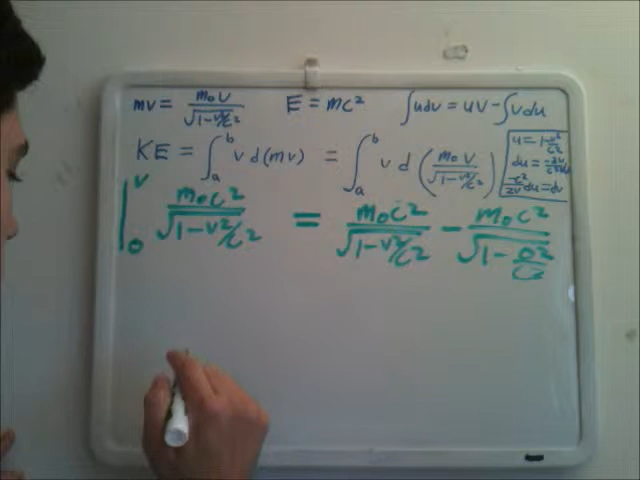 mv = m₀v/√(1-v²/c²) E = mc² ∫udv = uv - ∫vdu
KE = ∫ₐᵇ v d(mv) = ∫ₐᵇ v d(m₀v/√(1-v²/c²))
u = 1-v²/c²
du = -2v/c² dv
-c²/2v du = dv
|₀ᵛ m₀c²/√(1-v²/c²) = m₀c²/√(1-v²/c²) - m₀c²/√(1-0²/c²)